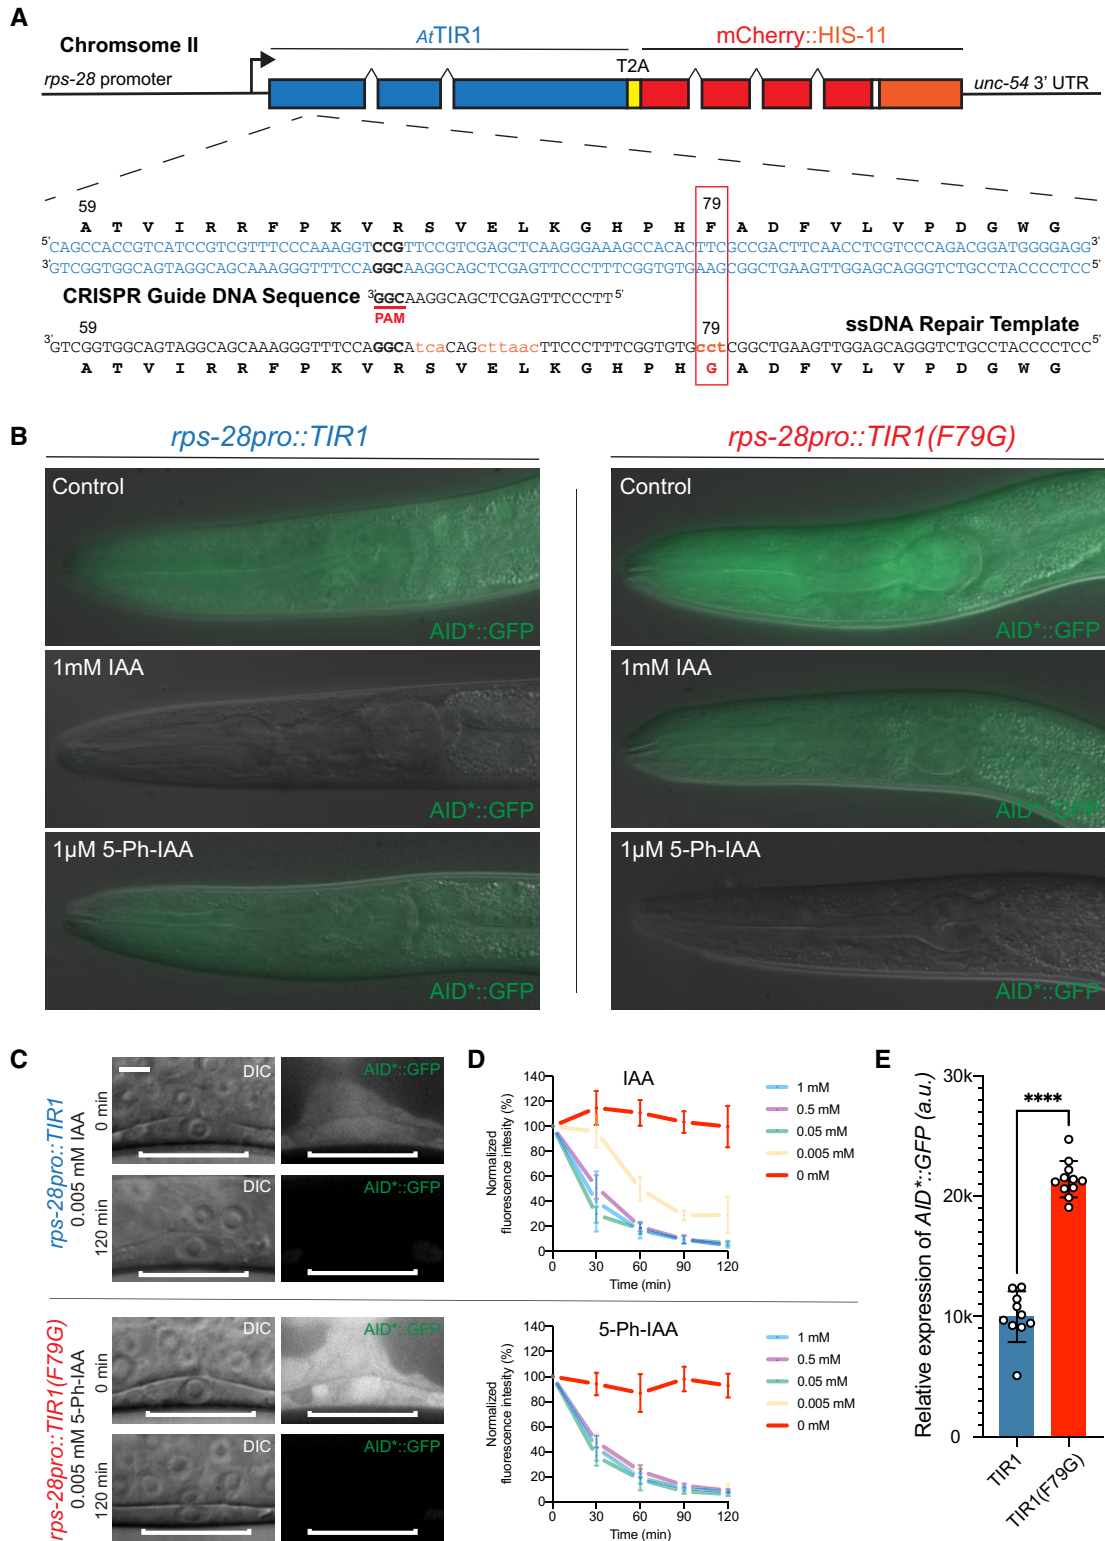 A
Chromsome II
AtTIR1
mCherry::HIS-11
rps-28 promoter
T2A
unc-54 3' UTR
59
79
A T V I R R F P K V R S V E L K G H P H F A D F V L V P D G W G
5'CAGCCACCGTCATCCGTCGTTTCCCAAAGGTCCGTTCCGTCGAGCTCAAGGGAAAGCCACACTTCGCCGACTTCAACCTCGTCCCAGACGGATGGGGAGG3'
3'GTCGGTGGCAGTAGGCAGCAAAGGGTTTCCAGGCAAGGCAGCTCGAGTTCCCTTTCGGTGTGAAGCGGCTGAAGTTGGAGCAGGGTCTGCCTACCCCTCC5'
CRISPR Guide DNA Sequence 3'GGCAAGGCAGCTCGAGTTCCCTT5'
PAM
59
79
ssDNA Repair Template
3'GTCGGTGGCAGTAGGCAGCAAAGGGTTTCCAGGCAtcaCAGcttaacTTCCCTTTCGGTGTGcctCGGCTGAAGTTGGAGCAGGGTCTGCCTACCCCTCC5'
A T V I R R F P K V R S V E L K G H P H G A D F V L V P D G W G
B
rps-28pro::TIR1
rps-28pro::TIR1(F79G)
Control
AID*::GFP
1mM IAA
AID*::GFP
1µM 5-Ph-IAA
AID*::GFP
Control
AID*::GFP
1mM IAA
AID*::GFP
1µM 5-Ph-IAA
AID*::GFP
C
rps-28pro::TIR1
0.005 mM IAA
0 min
DIC
AID*::GFP
120 min
DIC
AID*::GFP
rps-28pro::TIR1(F79G)
0.005 mM 5-Ph-IAA
0 min
DIC
AID*::GFP
120 min
DIC
AID*::GFP
D
IAA
Normalized
fluorescence intesity (%)
140
120
100
80
60
40
20
0
0 30 60 90 120
Time (min)
1 mM
0.5 mM
0.05 mM
0.005 mM
0 mM
5-Ph-IAA
Normalized
fluorescence intesity (%)
140
120
100
80
60
40
20
0
0 30 60 90 120
Time (min)
1 mM
0.5 mM
0.05 mM
0.005 mM
0 mM
E
Relative expression of AID*::GFP (a.u.)
30k
20k
10k
0
****
TIR1
TIR1(F79G)